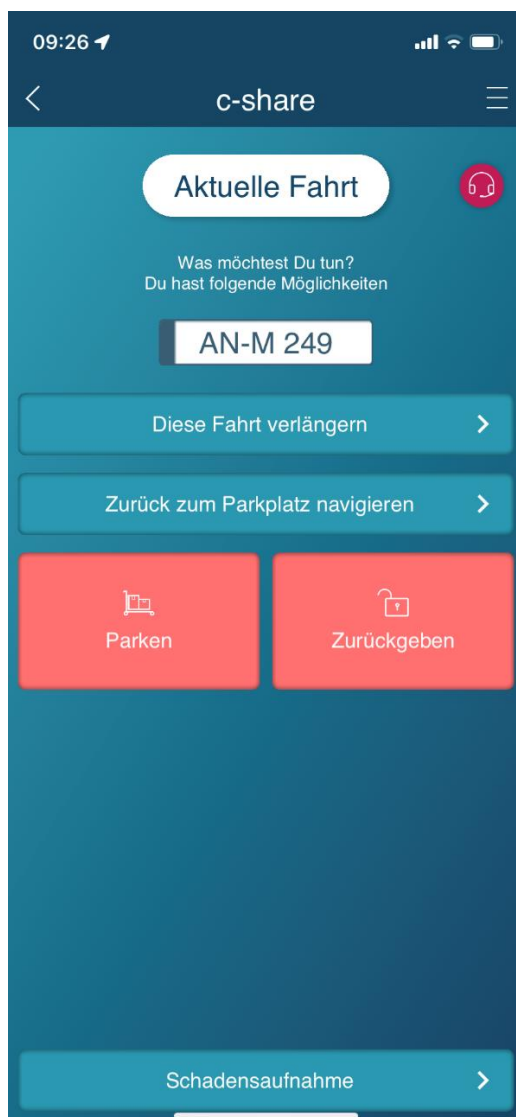 09:26
c-share
Aktuelle Fahrt
Was möchtest Du tun?
Du hast folgende Möglichkeiten
AN-M 249
Diese Fahrt verlängern
Zurück zum Parkplatz navigieren
Parken
Zurückgeben
Schadensaufnahme